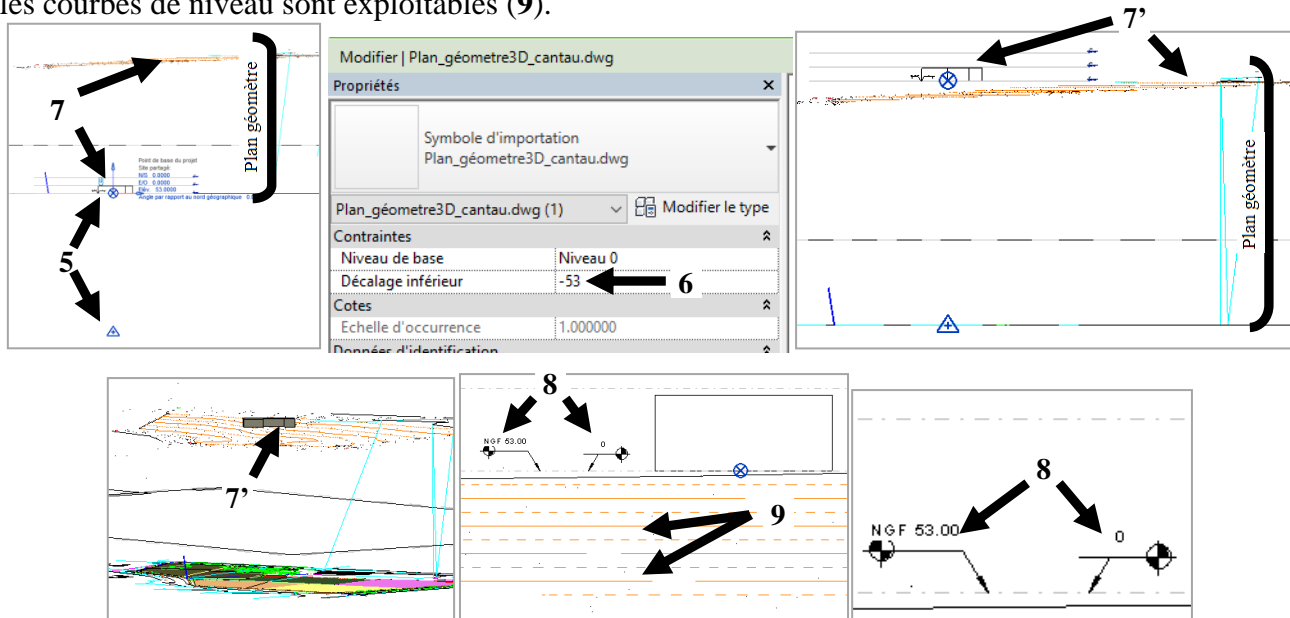 les courbes de niveau sont exploitables (9).
7
Plan géomètre
Point de base du projet
Site partagé
N/S 0.0000
E/O 0.0000
Élév. 53.0000
Angle par rapport au nord géographique 0.0
5
Modifier | Plan_géometre3D_cantau.dwg
Propriétés
Symbole d'importation
Plan_géometre3D_cantau.dwg
Plan_géometre3D_cantau.dwg (1)
Modifier le type
Contraintes
Niveau de base Niveau 0
Décalage inférieur -53
6
Cotes
Echelle d'occurrence 1.000000
Données d'identification
7’
Plan géomètre
7’
8
NGF 53.00
0
9
8
NGF 53.00
0